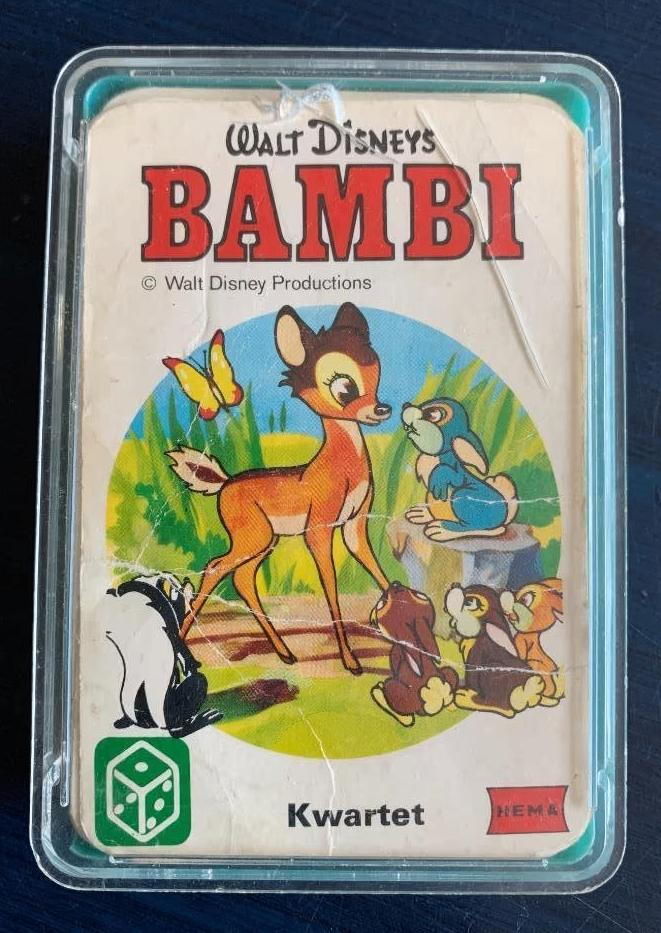 WALT DISNEYS
BAMBI
© Walt Disney Productions
Kwartet
HEMA